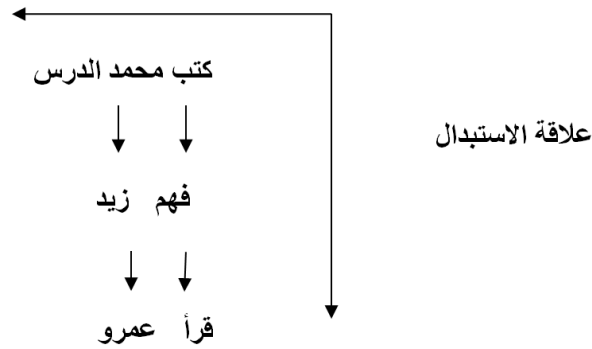 كتب محمد الدرس
علاقة الاستبدال
فهم زيد
قرأ عمرو